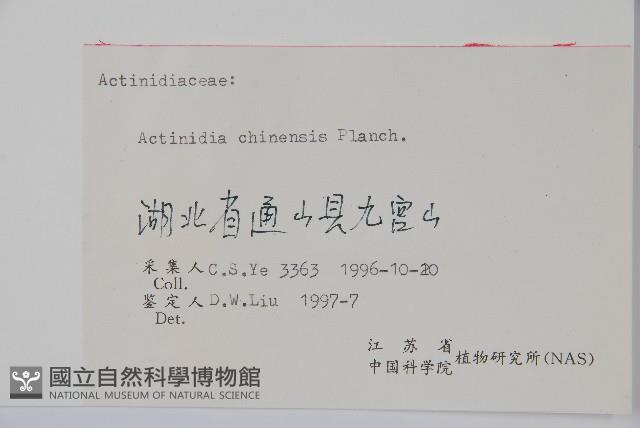 Actinidiaceae:
Actinidia chinensis Planch.
湖北省通山县九宫山
采集人 C.S.Ye 3363 1996-10-20
Coll.
鉴定人 D.W.Liu 1997-7
Det.
江苏省
中国科学院 植物研究所(NAS)
國立自然科學博物館
NATIONAL MUSEUM OF NATURAL SCIENCE